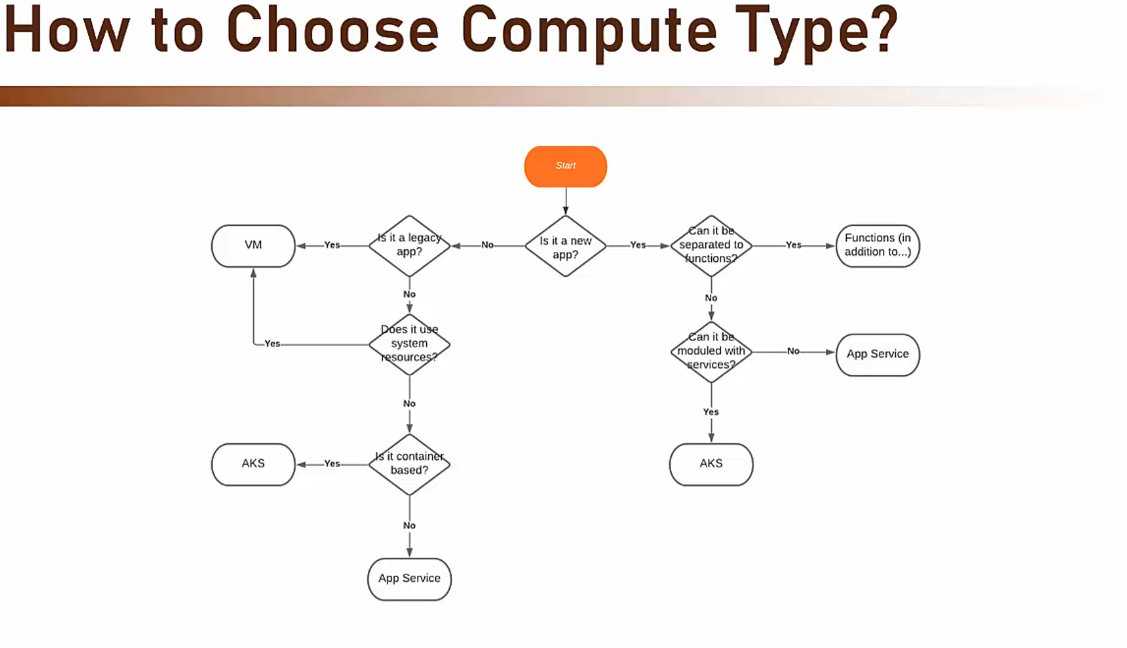 How to Choose Compute Type?
Start
VM
Yes
Is it a legacy
app?
No
Is it a new
app?
Yes
Can it be
separated to
functions?
Yes
Functions (in
addition to...)
No
No
Does it use
system
resources?
Yes
Can it be
moduled with
services?
No
App Service
No
Yes
AKS
Yes
Is it container
based?
AKS
No
App Service